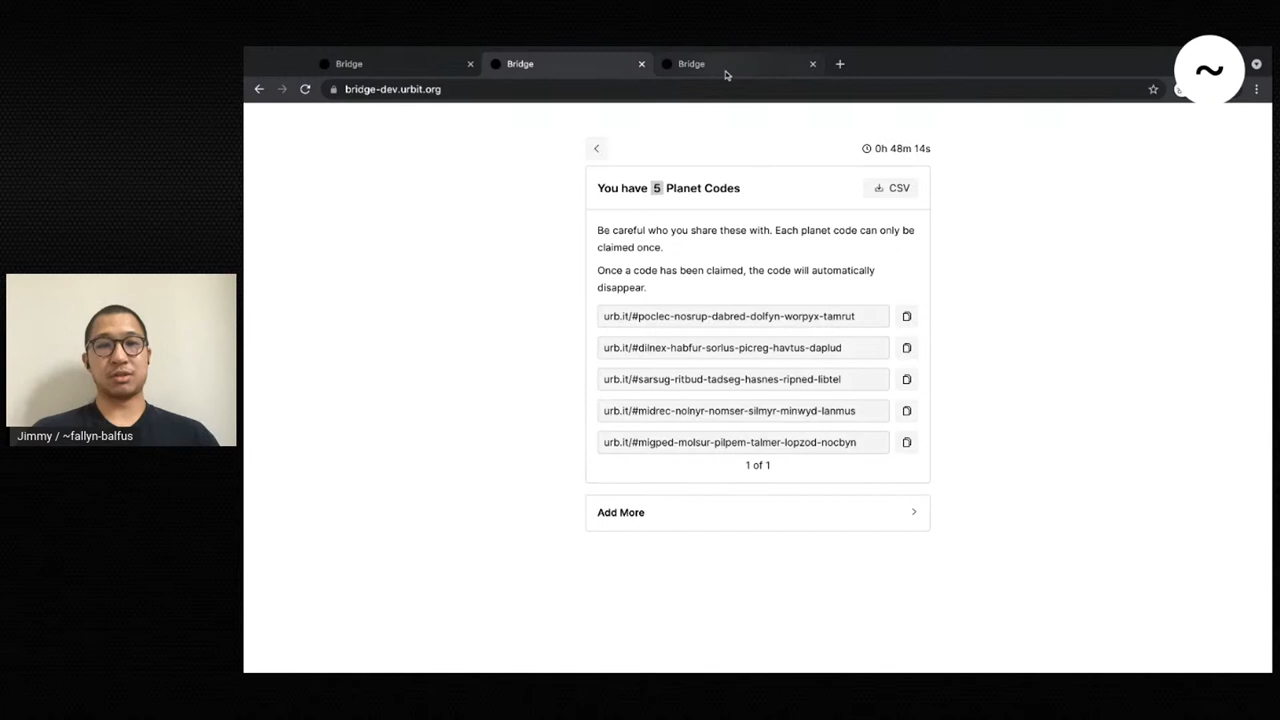 Bridge
Bridge
Bridge
~
bridge-dev.urbit.org
0h 48m 14s
You have 5 Planet Codes
CSV
Be careful who you share these with. Each planet code can only be
claimed once.
Once a code has been claimed, the code will automatically
disappear.
urb.it/#poclec-nosrup-dabred-dolfyn-worpyx-tamrut
urb.it/#dilnex-habfur-sorlus-picreg-havtus-daplud
urb.it/#sarsug-ritbud-tadseg-hasnes-ripned-libtel
urb.it/#midrec-nolnyr-nomser-silmyr-minwyd-lanmus
urb.it/#migped-molsur-pilpem-talmer-lopzod-nocbyn
1 of 1
Add More
Jimmy / ~fallyn-balfus